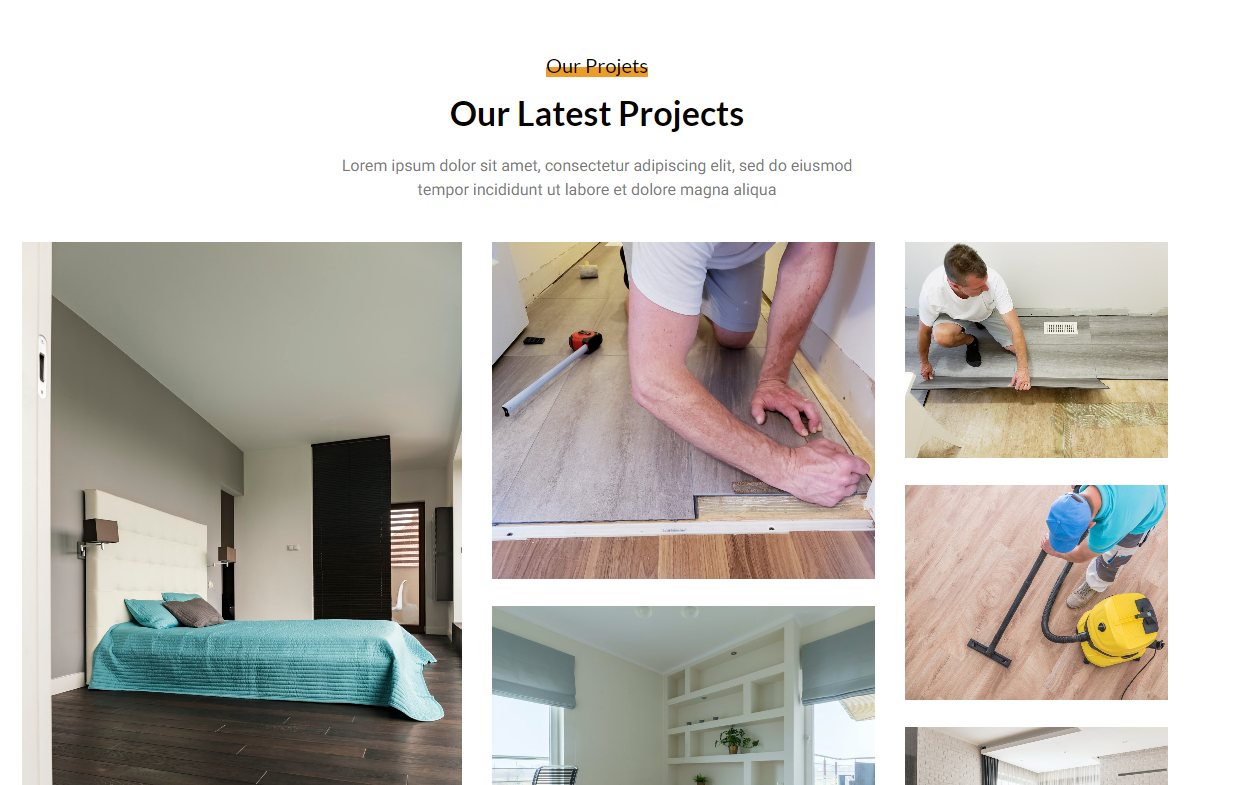 Our Projets
Our Latest Projects
Lorem ipsum dolor sit amet, consectetur adipiscing elit, sed do eiusmod
tempor incididunt ut labore et dolore magna aliqua